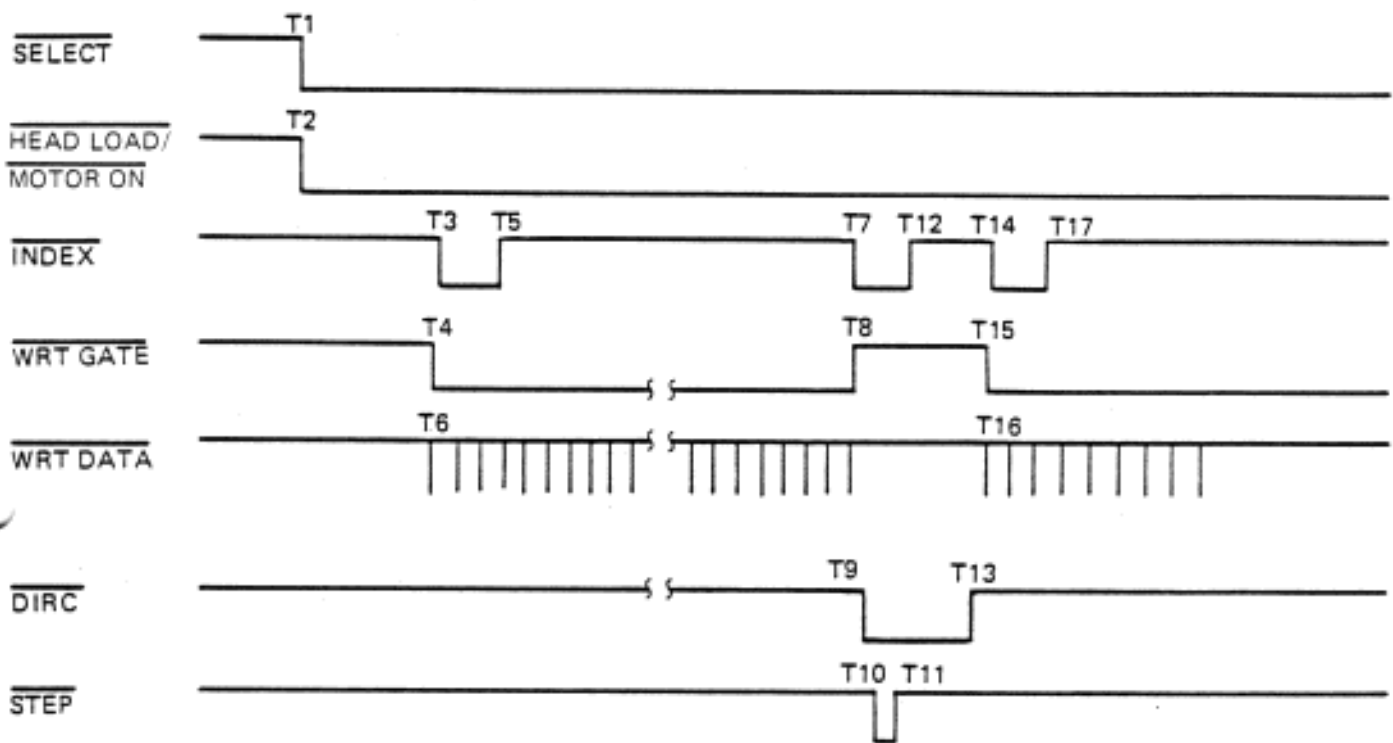 T1
SELECT
T2
HEAD LOAD/
MOTOR ON
T3 T5 T7 T12 T14 T17
INDEX
T4 T8 T15
WRT GATE
T6 T16
WRT DATA
T9 T13
DIRC
T10 T11
STEP